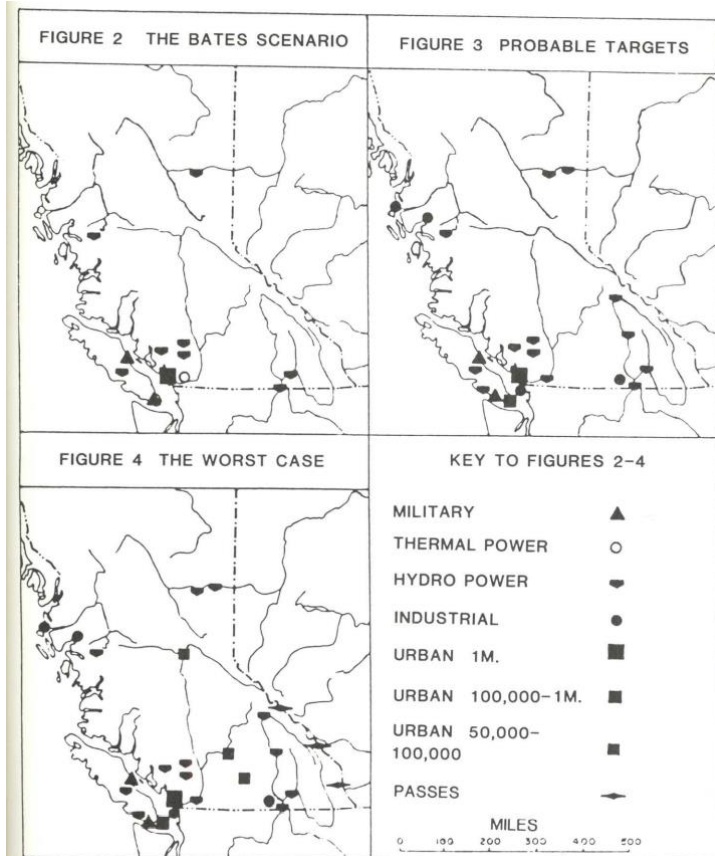 FIGURE 2 THE BATES SCENARIO
FIGURE 3 PROBABLE TARGETS
FIGURE 4 THE WORST CASE
KEY TO FIGURES 2-4
MILITARY
THERMAL POWER
HYDRO POWER
INDUSTRIAL
URBAN 1M.
URBAN 100,000-1M.
URBAN 50,000-
100,000
PASSES
MILES
0 100 200 300 400 500